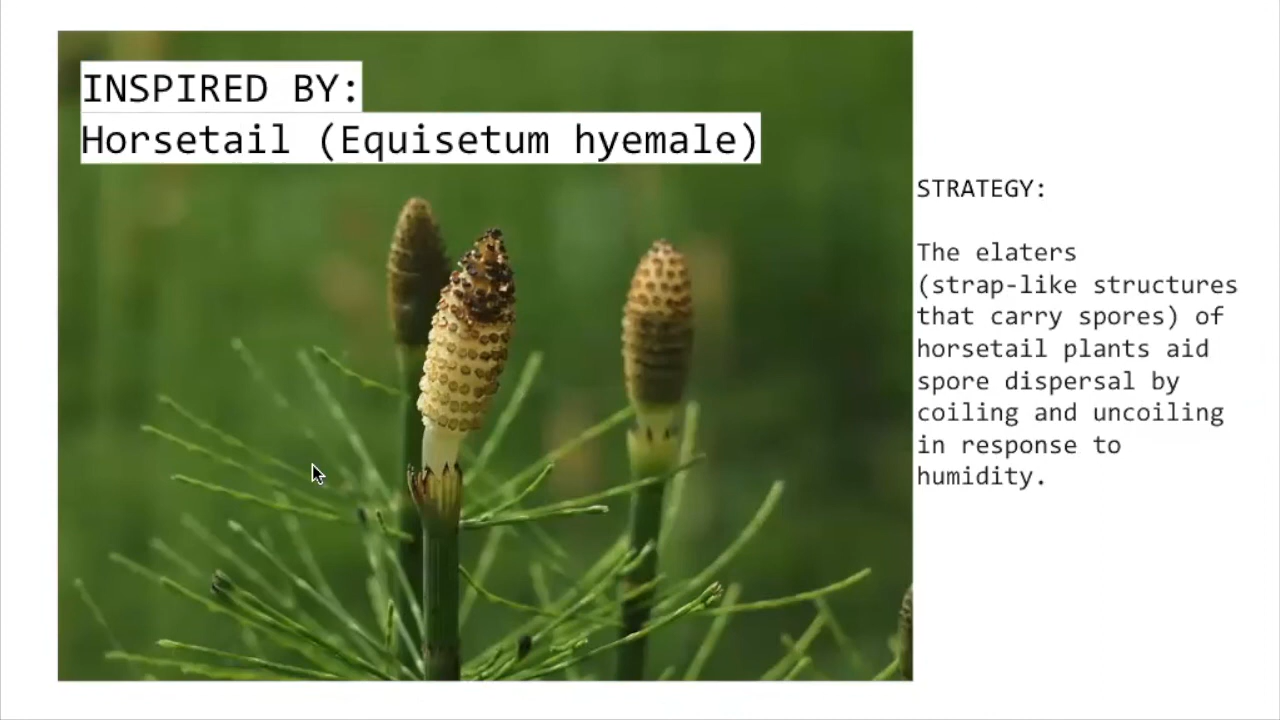 INSPIRED BY:
Horsetail (Equisetum hyemale)
STRATEGY:
The elaters
(strap-like structures
that carry spores) of
horsetail plants aid
spore dispersal by
coiling and uncoiling
in response to
humidity.